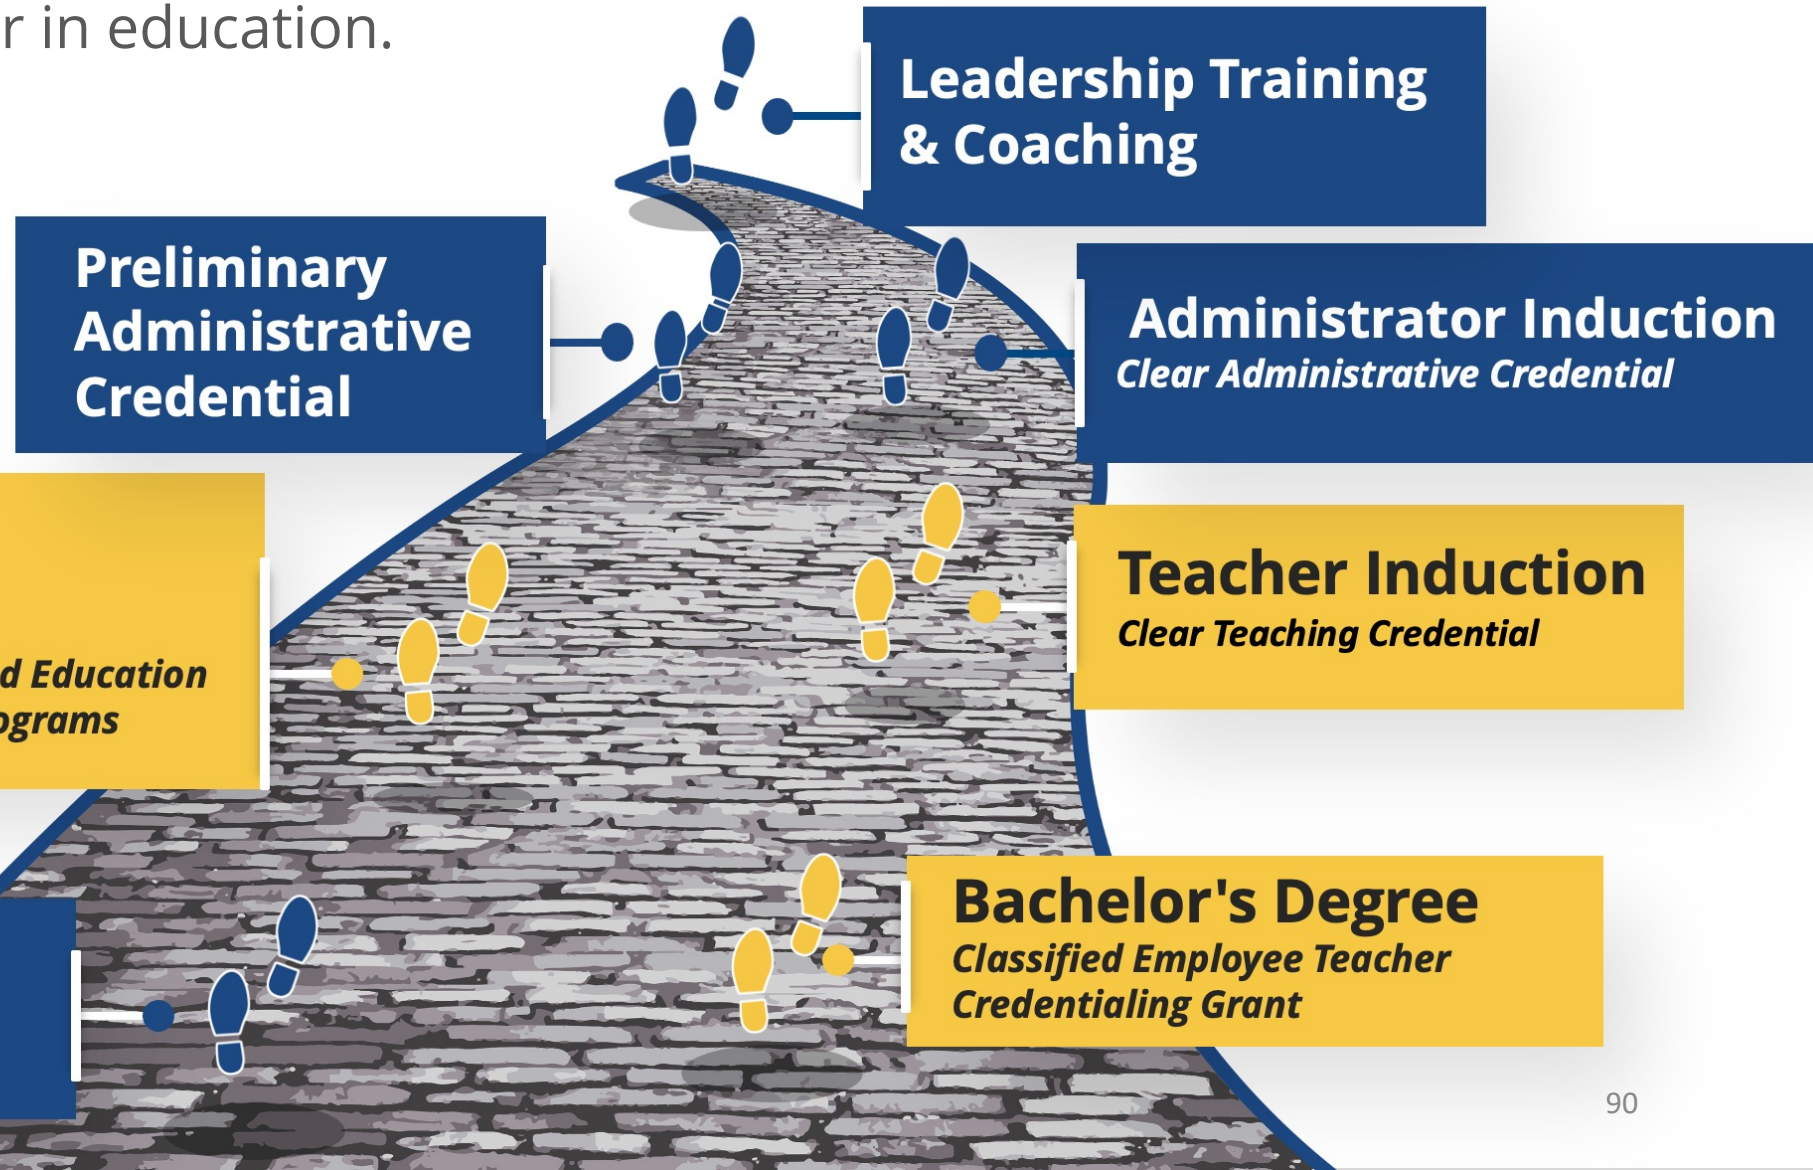 r in education.
Leadership Training
& Coaching
Preliminary
Administrative
Credential
Administrator Induction
Clear Administrative Credential
Teacher Induction
Clear Teaching Credential
d Education
ograms
Bachelor's Degree
Classified Employee Teacher
Credentialing Grant
90